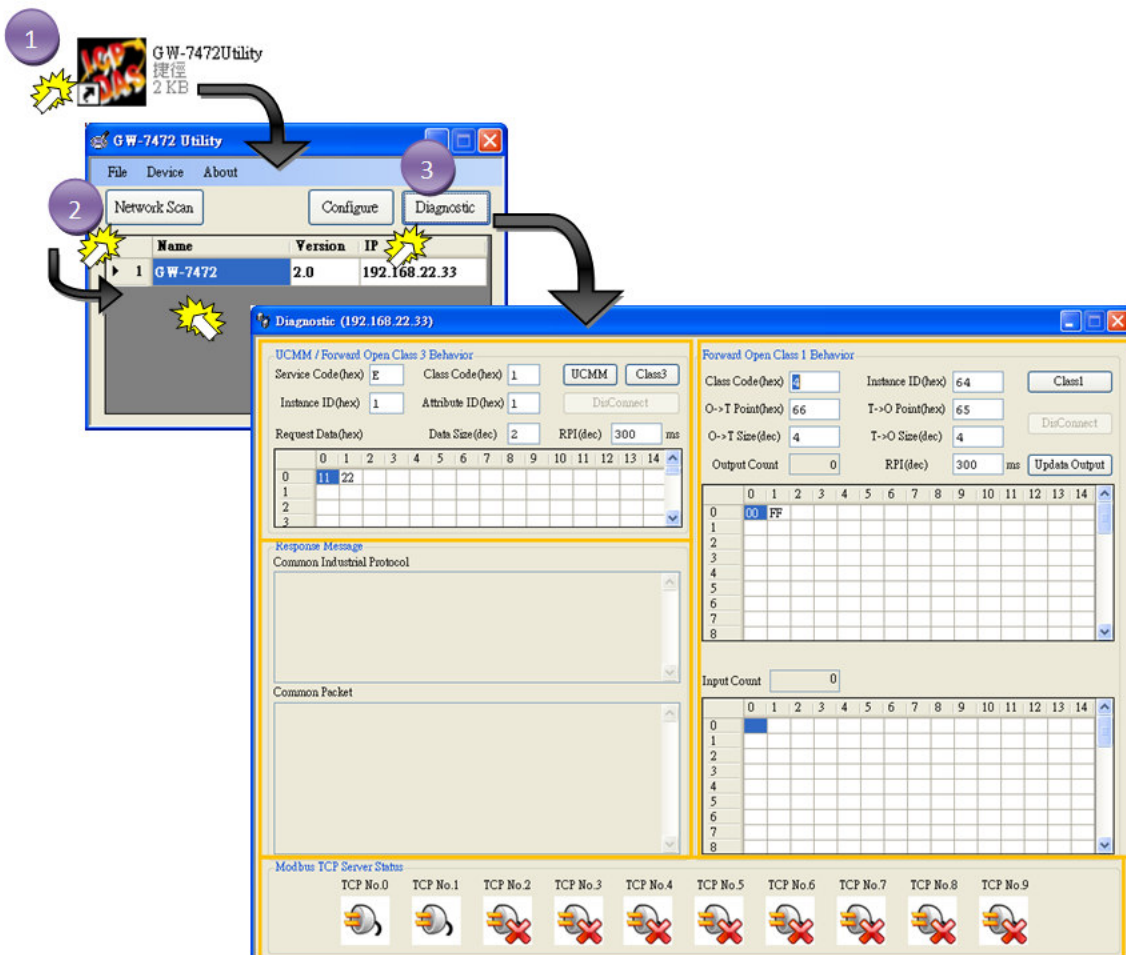 1
ICP
DAS
GW-7472Utility
捷徑
2 KB
GW-7472 Utility
File Device About
3
2
Network Scan Configure Diagnostic
Name Version IP
1 GW-7472 2.0 192.168.22.33
Diagnostic (192.168.22.33)
UCMM / Forward Open Class 3 Behavior
Service Code(hex) E Class Code(hex) 1 UCMM Class3
Instance ID(hex) 1 Attribute ID(hex) 1 DisConnect
Request Data(hex) Data Size(dec) 2 RPI(dec) 300 ms
0 1 2 3 4 5 6 7 8 9 10 11 12 13 14
0 11 22
1
2
3
Response Message
Common Industrial Protocol
Common Packet
Forward Open Class 1 Behavior
Class Code(hex) 4 Instance ID(hex) 64 Class1
O->T Point(hex) 66 T->O Point(hex) 65 DisConnect
O->T Size(dec) 4 T->O Size(dec) 4
Output Count 0 RPI(dec) 300 ms Updata Output
0 1 2 3 4 5 6 7 8 9 10 11 12 13 14
0 00 FF
1
2
3
4
5
6
7
8
Input Count 0
0 1 2 3 4 5 6 7 8 9 10 11 12 13 14
0
1
2
3
4
5
6
7
8
Modbus TCP Server Status
TCP No.0 TCP No.1 TCP No.2 TCP No.3 TCP No.4 TCP No.5 TCP No.6 TCP No.7 TCP No.8 TCP No.9